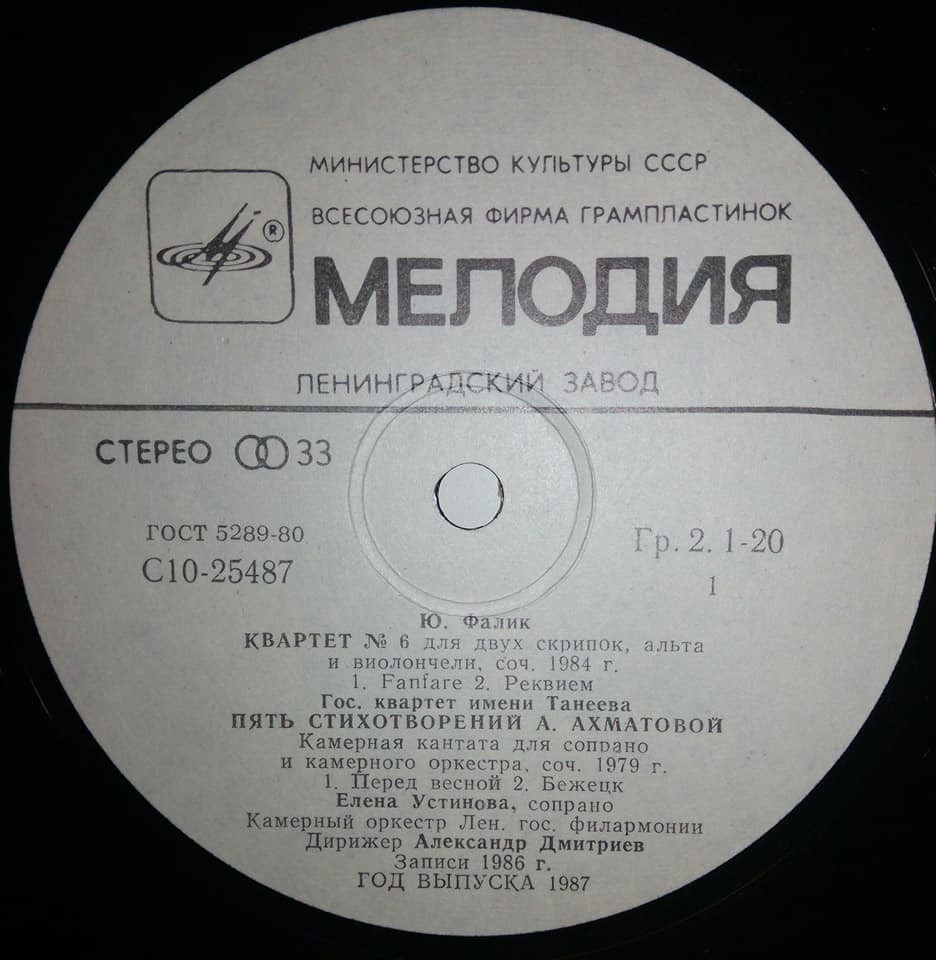 МИНИСТЕРСТВО КУЛЬТУРЫ СССР
ВСЕСОЮЗНАЯ ФИРМА ГРАМПЛАСТИНОК
®
МЕЛОДИЯ
ЛЕНИНГРАДСКИЙ ЗАВОД
СТЕРЕО 33
ГОСТ 5289-80
Гр. 2. 1-20
С10-25487
1
Ю. Фалик
КВАРТЕТ № 6 для двух скрипок, альта
и виолончели, соч. 1984 г.
1. Fanfare 2. Реквием
Гос. квартет имени Танеева
ПЯТЬ СТИХОТВОРЕНИЙ А. АХМАТОВОЙ
Камерная кантата для сопрано
и камерного оркестра, соч. 1979 г.
1. Перед весной 2. Бежецк
Елена Устинова, сопрано
Камерный оркестр Лен. гос. филармонии
Дирижер Александр Дмитриев
Записи 1986 г.
ГОД ВЫПУСКА 1987